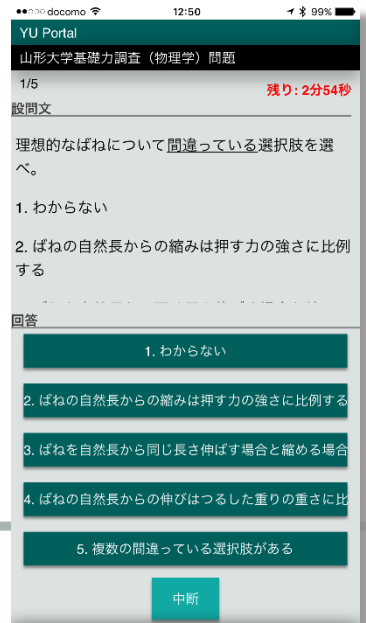 docomo 12:50 99%
YU Portal
山形大学基礎力調査（物理学）問題
1/5
残り: 2分54秒
設問文
理想的なばねについて間違っている選択肢を選
べ。
1. わからない
2. ばねの自然長からの縮みは押す力の強さに比例
する
回答
1. わからない
2. ばねの自然長からの縮みは押す力の強さに比例する
3. ばねを自然長から同じ長さ伸ばす場合と縮める場合
4. ばねの自然長からの伸びはつるした重りの重さに比
5. 複数の間違っている選択肢がある
中断